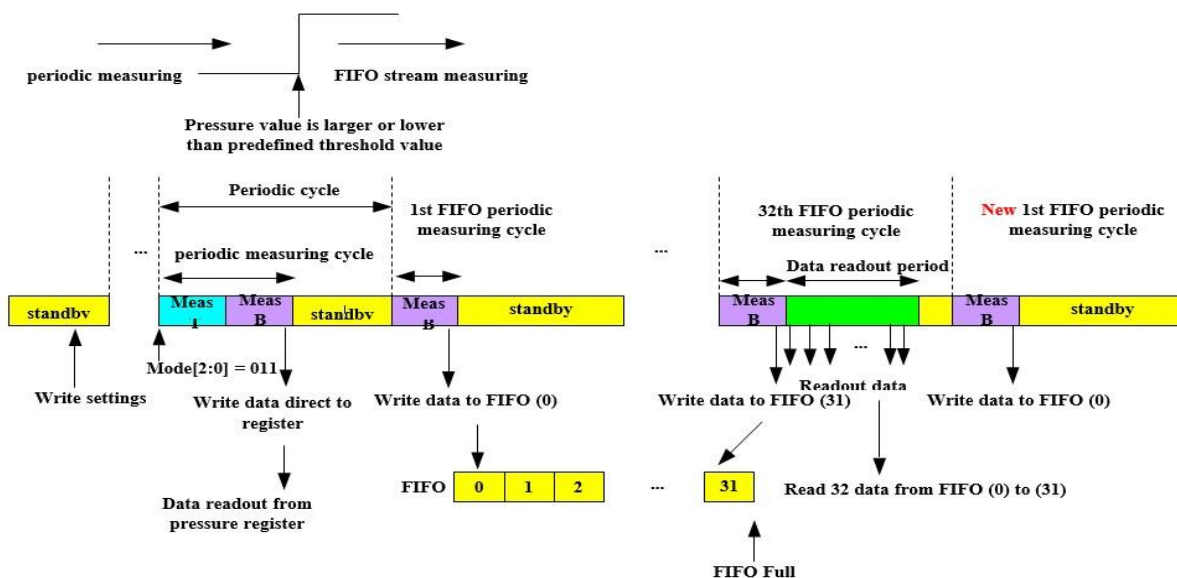 periodic measuring
FIFO stream measuring
Pressure value is larger or lower
than predefined threshold value
Periodic cycle
1st FIFO periodic
measuring cycle
32th FIFO periodic
measuring cycle
New 1st FIFO periodic
measuring cycle
...
periodic measuring cycle
...
Data readout period
standby
Meas
T
Meas
B
standby
Meas
B
standby
Meas
B
Meas
B
standby
Mode[2:0] = 011
...
Write settings
Write data direct to
register
Write data to FIFO (0)
Readout data
Write data to FIFO (31)
Write data to FIFO (0)
Data readout from
pressure register
FIFO
0
1
2
...
31
Read 32 data from FIFO (0) to (31)
FIFO Full